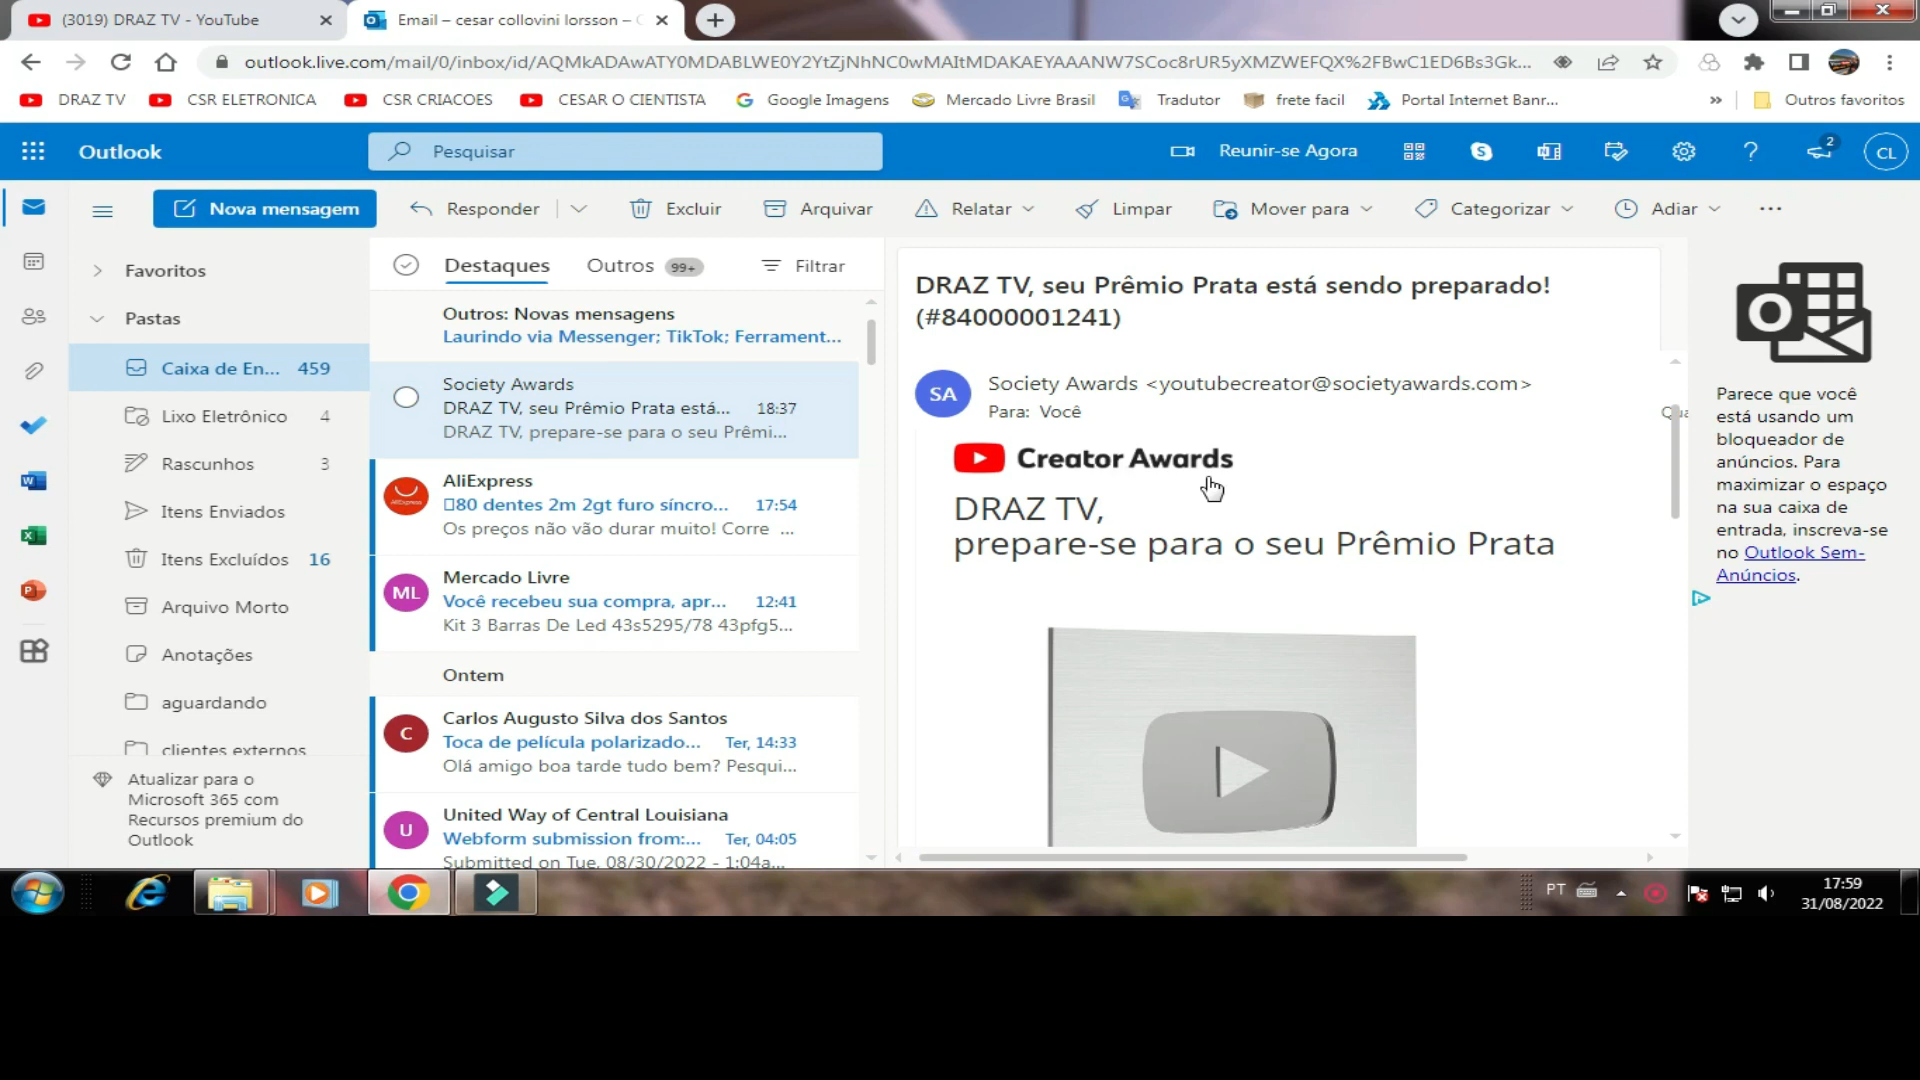 (3019) DRAZ TV - YouTube
Email – cesar collovini lorsson –
outlook.live.com/mail/0/inbox/id/AQMkADAwATY0MDABLWE0Y2YtZjNhNC0wMAItMDAKAEYAAANW7SCoc8rUR5yXMZWEFQX%2FBwC1ED6Bs3Gk...
DRAZ TV
CSR ELETRONICA
CSR CRIACOES
CESAR O CIENTISTA
Google Imagens
Mercado Livre Brasil
Tradutor
frete facil
Portal Internet Banr...
»
Outros favoritos
Outlook
Pesquisar
Reunir-se Agora
2
CL
Nova mensagem
Responder
Excluir
Arquivar
Relatar
Limpar
Mover para
Categorizar
Adiar
Favoritos
Pastas
Caixa de En... 459
Lixo Eletrônico 4
Rascunhos 3
Itens Enviados
Itens Excluídos 16
Arquivo Morto
Anotações
aguardando
clientes externos
Atualizar para o
Microsoft 365 com
Recursos premium do
Outlook
Destaques
Outros 99+
Filtrar
Outros: Novas mensagens
Laurindo via Messenger; TikTok; Ferrament...
Society Awards
DRAZ TV, seu Prêmio Prata está... 18:37
DRAZ TV, prepare-se para o seu Prêmi...
AliExpress
80 dentes 2m 2gt furo síncro... 17:54
Os preços não vão durar muito! Corre ...
ML
Mercado Livre
Você recebeu sua compra, apr... 12:41
Kit 3 Barras De Led 43s5295/78 43pfg5...
Ontem
C
Carlos Augusto Silva dos Santos
Toca de película polarizado... Ter, 14:33
Olá amigo boa tarde tudo bem? Pesqui...
U
United Way of Central Louisiana
Webform submission from:... Ter, 04:05
Submitted on Tue, 08/30/2022 - 1:04a...
DRAZ TV, seu Prêmio Prata está sendo preparado!
(#84000001241)
SA
Society Awards <youtubecreator@societyawards.com>
Para: Você
Qua
Creator Awards
DRAZ TV,
prepare-se para o seu Prêmio Prata
Parece que você
está usando um
bloqueador de
anúncios. Para
maximizar o espaço
na sua caixa de
entrada, inscreva-se
no Outlook Sem-
Anúncios.
PT
17:59
31/08/2022